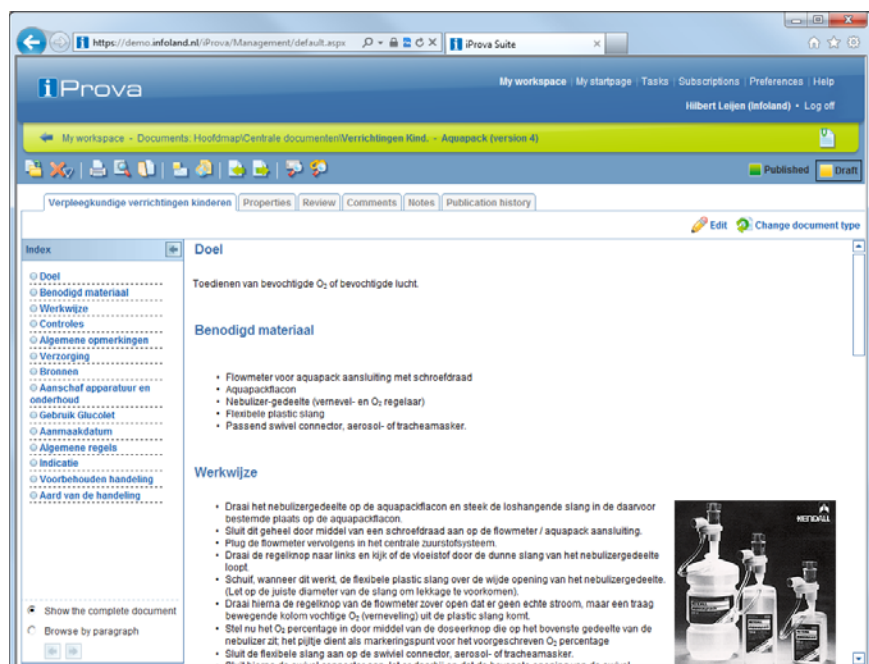 https://demo.infoland.nl/iProva/Management/default.aspx
iProva Suite
iProva
My workspace | My startpage | Tasks | Subscriptions | Preferences | Help
Hilbert Leijen (Infoland) • Log off
My workspace - Documents: Hoofdmap\Centrale documenten\Verrichtingen Kind. - Aquapack (version 4)
Published Draft
Verpleegkundige verrichtingen kinderen Properties Review Comments Notes Publication history
Edit Change document type
Index
Doel
Benodigd materiaal
Werkwijze
Controles
Algemene opmerkingen
Verzorging
Bronnen
Aanschaf apparatuur en
onderhoud
Gebruik Glucolet
Aanmaakdatum
Algemene regels
Indicatie
Voorbehouden handeling
Aard van de handeling
Show the complete document
Browse by paragraph
Doel
Toedienen van bevochtigde O₂ of bevochtigde lucht.
Benodigd materiaal
• Flowmeter voor aquapack aansluiting met schroefdraad
• Aquapackflacon
• Nebulizer-gedeelte (vernevel- en O₂ regelaar)
• Flexibele plastic slang
• Passend swivel connector, aerosol- of tracheamasker.
Werkwijze
• Draai het nebulizergedeelte op de aquapackflacon en steek de loshangende slang in de daarvoor
bestemde plaats op de aquapackflacon.
• Sluit dit geheel door middel van een schroefdraad aan op de flowmeter / aquapack aansluiting.
• Plug de flowmeter vervolgens in het centrale zuurstofsysteem.
• Draai de regelknop naar links en kijk of de vloeistof door de dunne slang van het nebulizergedeelte
loopt.
• Schuif, wanneer dit werkt, de flexibele plastic slang over de wijde opening van het nebulizergedeelte.
(Let op de juiste diameter van de slang om lekkage te voorkomen).
• Draai hierna de regelknop van de flowmeter zover open dat er geen echte stroom, maar een traag
bewegende kolom vochtige O₂ (verneveling) uit de plastic slang komt.
• Stel nu het O₂ percentage in door middel van de doseerknop die op het bovenste gedeelte van de
nebulizer zit; het pijltje dient als markeringspunt voor het voorgeschreven O₂ percentage
• Sluit de flexibele slang aan op de swivel connector, aerosol- of tracheamasker.
KENDALL